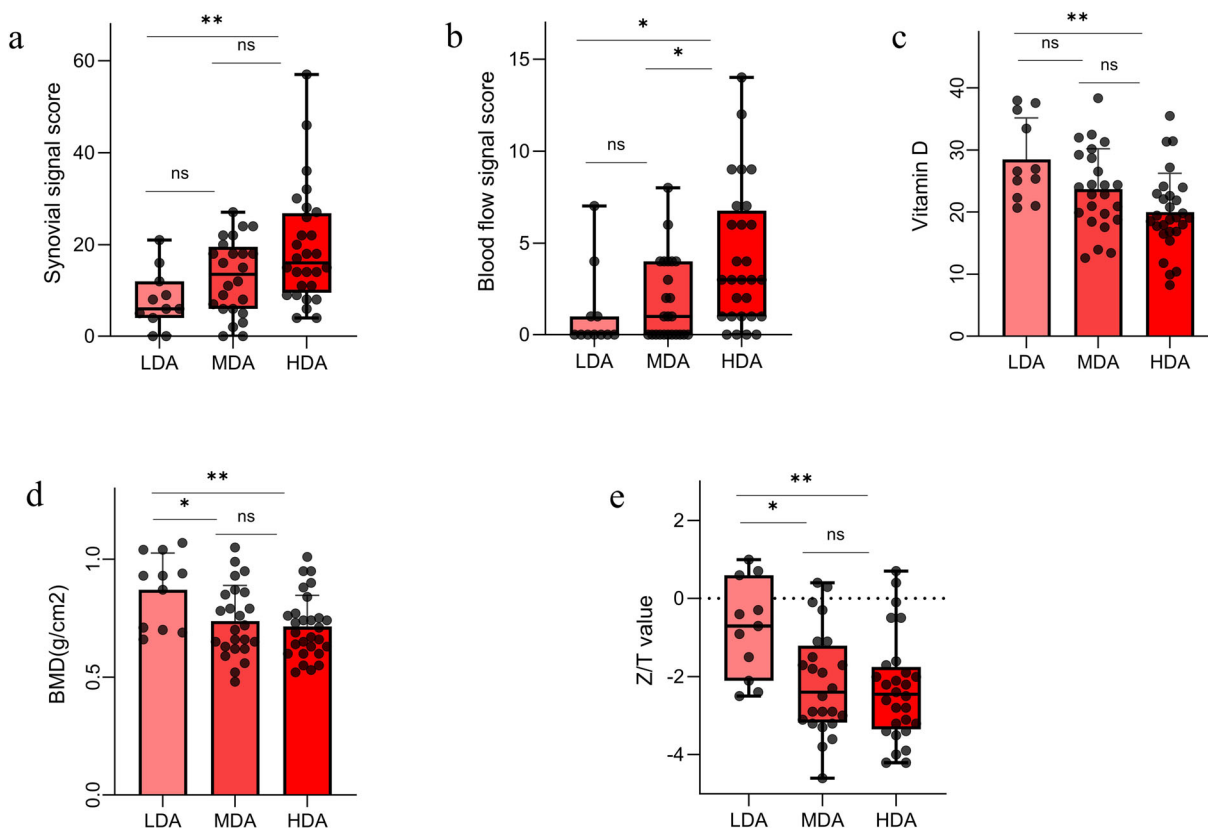 a
Synovial signal score
60
40
20
0
**
ns
ns
LDA
MDA
HDA
b
Blood flow signal score
15
10
5
0
*
*
ns
LDA
MDA
HDA
c
Vitamin D
40
30
20
10
0
**
ns
ns
LDA
MDA
HDA
d
BMD(g/cm2)
1.0
0.5
0.0
**
*
ns
LDA
MDA
HDA
e
Z/T value
2
0
-2
-4
**
*
ns
LDA
MDA
HDA